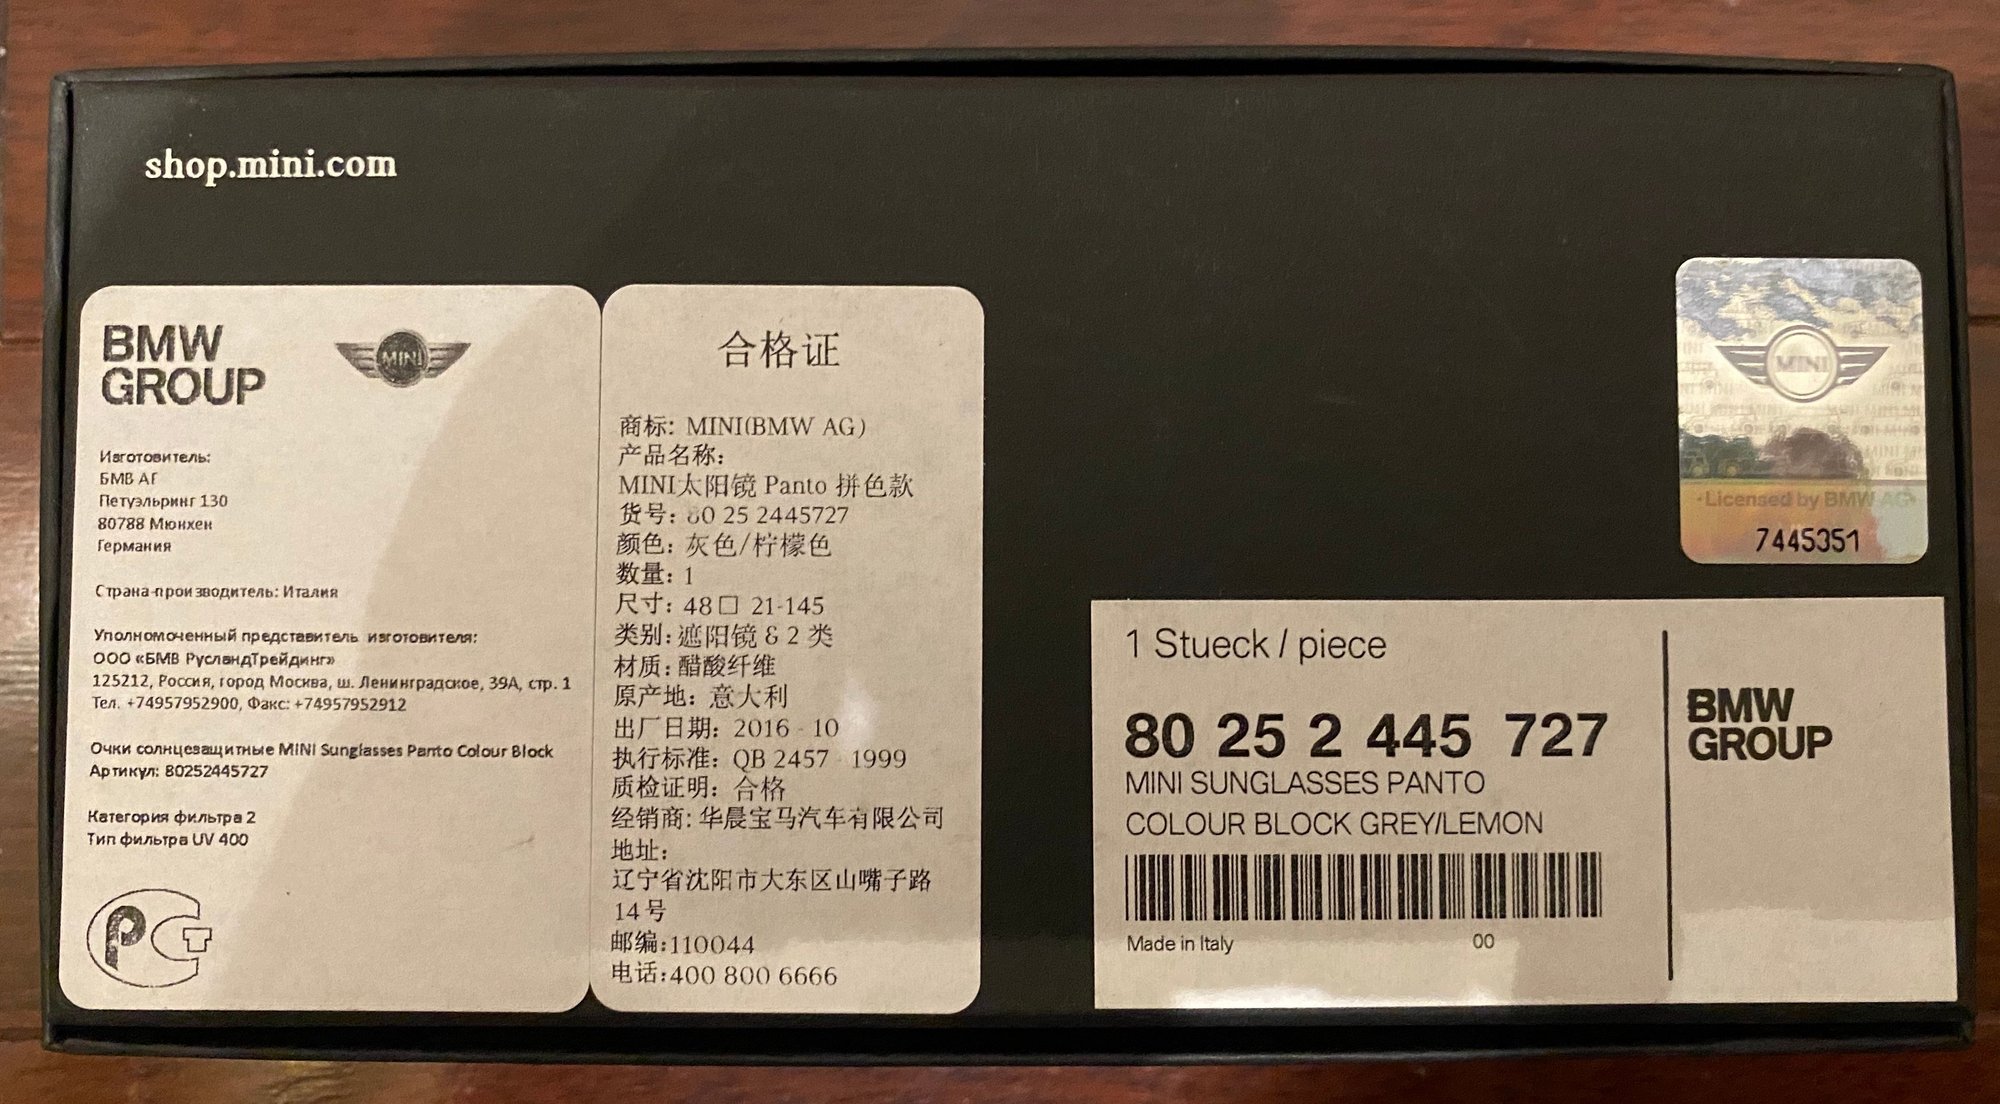 shop.mini.com
BMW
GROUP
MINI
Изготовитель:
БМВ АГ
Петуэльринг 130
80788 Мюнхен
Германия
Страна-производитель: Италия
Уполномоченный представитель изготовителя:
ООО «БМВ РусландТрейдинг»
125212, Россия, город Москва, ш. Ленинградское, 39А, стр. 1
Тел. +74957952900, Факс: +74957952912
Очки солнцезащитные MINI Sunglasses Panto Colour Block
Артикул: 80252445727
Категория фильтра 2
Тип фильтра UV 400
РСТ
合格证
商标: MINI(BMW AG)
产品名称:
MINI太阳镜 Panto 拼色款
货号: 80 25 2445727
颜色: 灰色/柠檬色
数量: 1
尺寸: 48□ 21-145
类别: 遮阳镜 & 2 类
材质: 醋酸纤维
原产地: 意大利
出厂日期: 2016 - 10
执行标准: QB 2457 - 1999
质检证明: 合格
经销商: 华晨宝马汽车有限公司
地址:
辽宁省沈阳市大东区山嘴子路
14号
邮编:110044
电话:400 800 6666
MINI
·Licensed by BMW AG·
7445351
1 Stueck / piece
80 25 2 445 727
MINI SUNGLASSES PANTO
COLOUR BLOCK GREY/LEMON
Made in Italy 00
BMW
GROUP